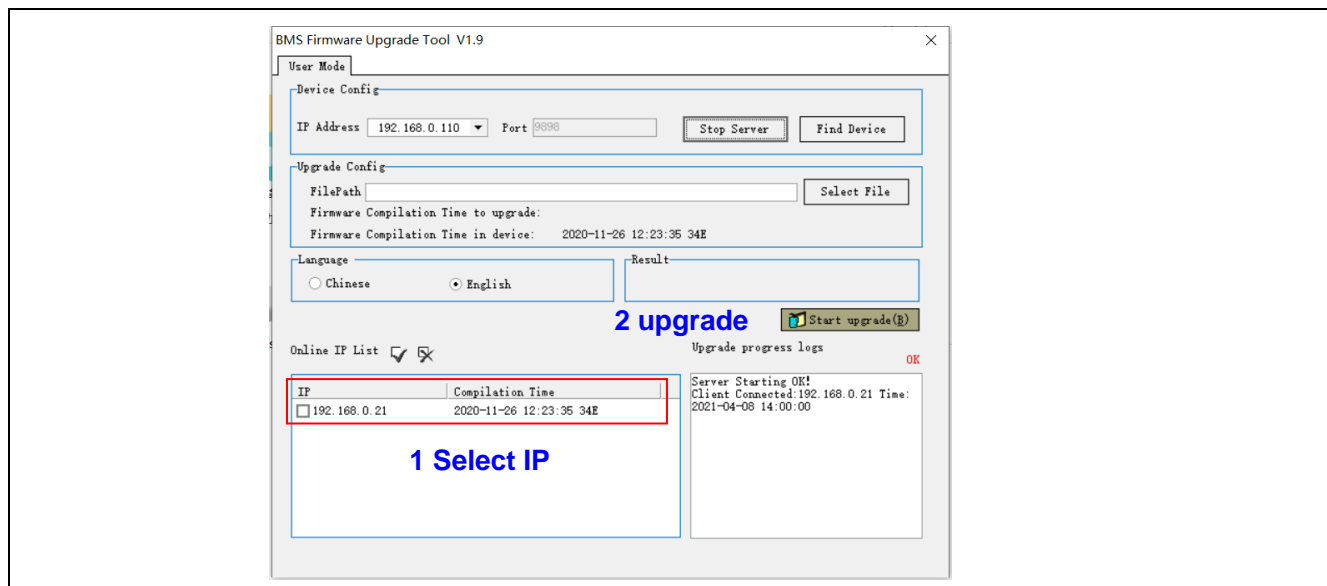 BMS Firmware Upgrade Tool V1.9
User Mode
Device Config
IP Address 192.168.0.110 Port 9898 Stop Server Find Device
Upgrade Config
FilePath Select File
Firmware Compilation Time to upgrade:
Firmware Compilation Time in device: 2020-11-26 12:23:35 34E
Language Result
Chinese English
2 upgrade Start upgrade(B)
Online IP List Upgrade progress logs
OK
IP Compilation Time
192.168.0.21 2020-11-26 12:23:35 34E
Server Starting OK!
Client Connected:192.168.0.21 Time:
2021-04-08 14:00:00
1 Select IP